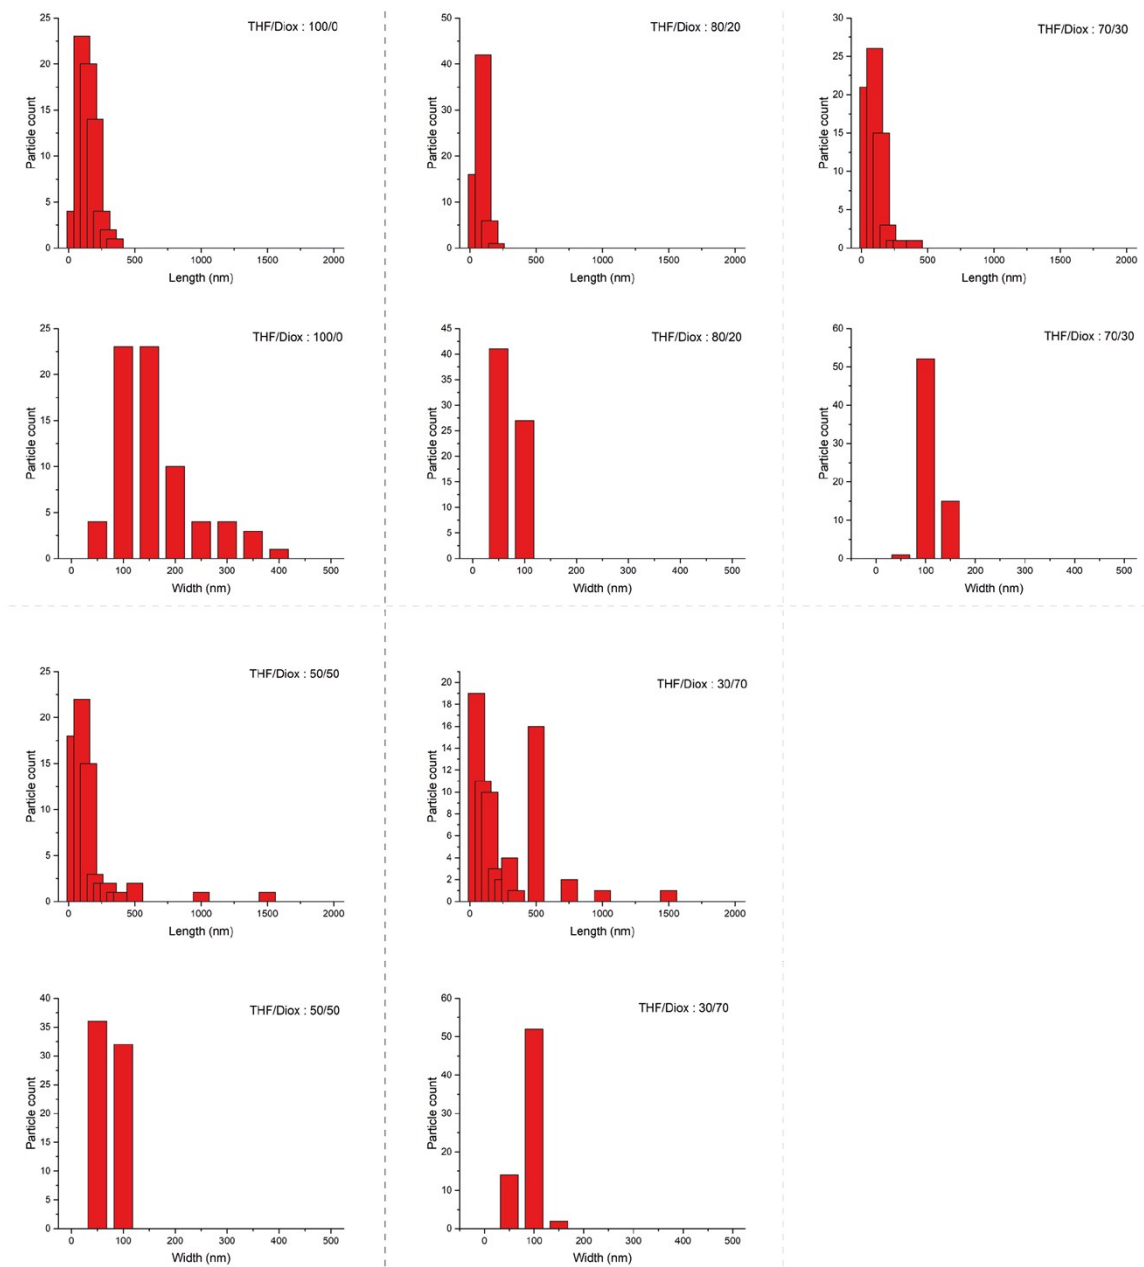 THF/Diox : 100/0
25
20
15
10
5
0
Particle count
0 500 1000 1500 2000
Length (nm)
THF/Diox : 80/20
50
40
30
20
10
0
Particle count
0 500 1000 1500 2000
Length (nm)
THF/Diox : 70/30
30
25
20
15
10
5
0
Particle count
0 500 1000 1500 2000
Length (nm)
THF/Diox : 100/0
25
20
15
10
5
0
Particle count
0 100 200 300 400 500
Width (nm)
THF/Diox : 80/20
45
40
35
30
25
20
15
10
5
0
Particle count
0 100 200 300 400 500
Width (nm)
THF/Diox : 70/30
60
50
40
30
20
10
0
Particle count
0 100 200 300 400 500
Width (nm)
THF/Diox : 50/50
25
20
15
10
5
0
Particle count
0 500 1000 1500 2000
Length (nm)
THF/Diox : 30/70
20
18
16
14
12
10
8
6
4
2
0
Particle count
0 500 1000 1500 2000
Length (nm)
THF/Diox : 50/50
40
35
30
25
20
15
10
5
0
Particle count
0 100 200 300 400 500
Width (nm)
THF/Diox : 30/70
60
50
40
30
20
10
0
Particle count
0 100 200 300 400 500
Width (nm)